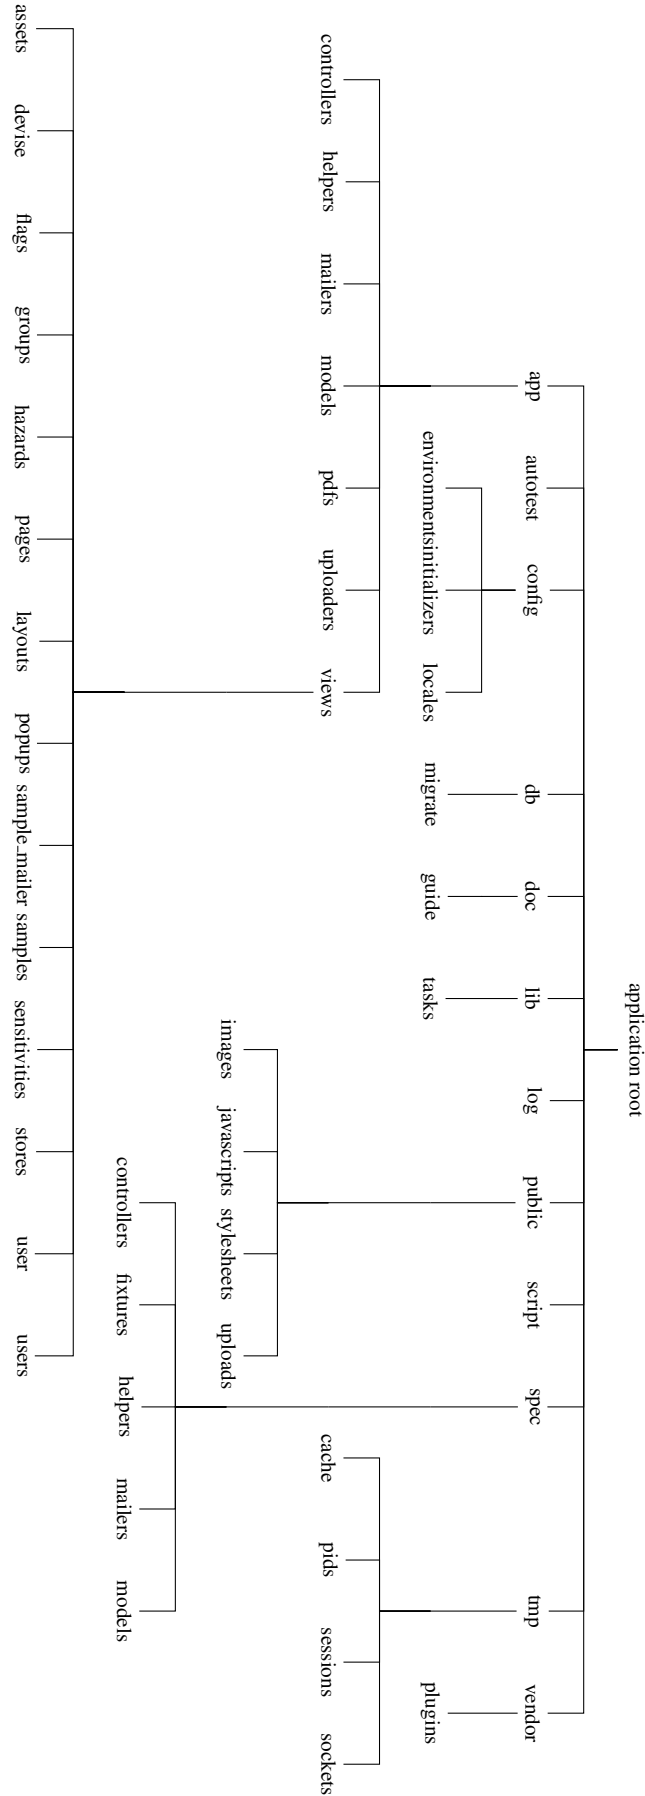 application root
app
autotest
config
db
doc
lib
log
public
script
spec
tmp
vendor
environments
initializers
locales
migrate
guide
tasks
plugins
controllers
helpers
mailers
models
pdfs
uploaders
views
cache
pids
sessions
sockets
images
javascripts
stylesheets
uploads
controllers
fixtures
helpers
mailers
models
assets
devise
flags
groups
hazards
pages
layouts
popups
sample_mailer
samples
sensitivities
stores
user
users